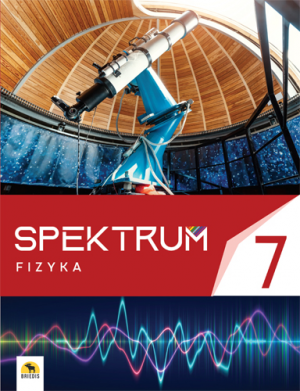 SPEKTRUM
FIZYKA
7
BRIEDIS